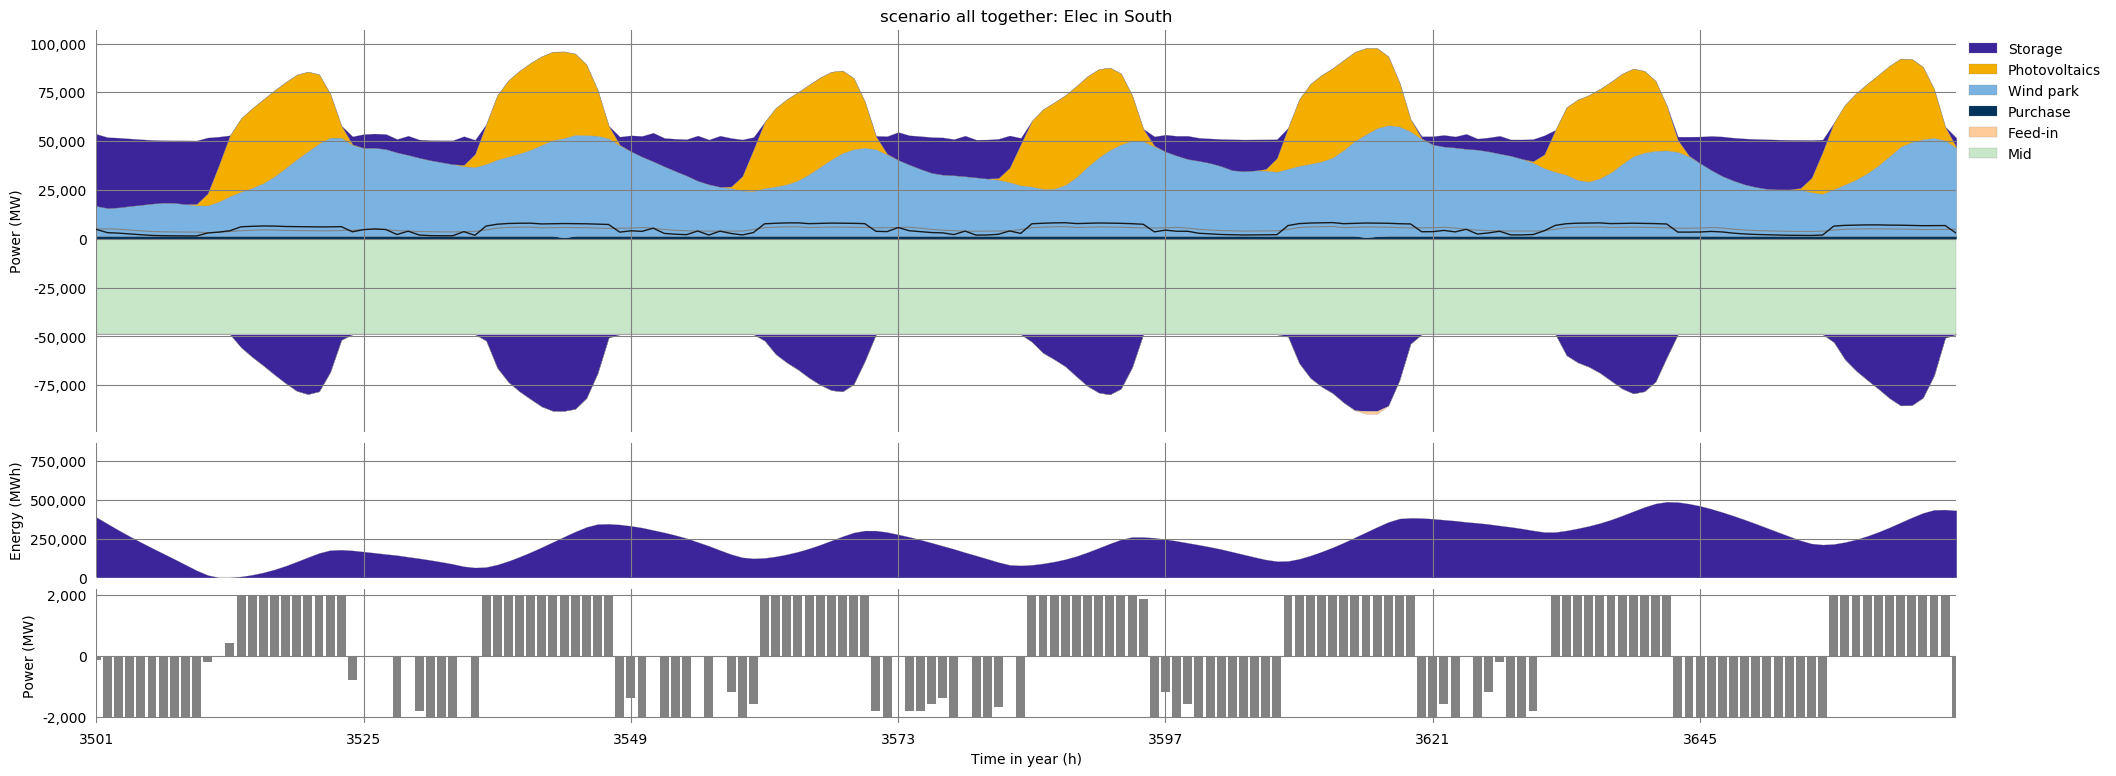 scenario all together: Elec in South
100,000
75,000
50,000
25,000
0
-25,000
-50,000
-75,000
Power (MW)
Storage
Photovoltaics
Wind park
Purchase
Feed-in
Mid
750,000
500,000
250,000
0
Energy (MWh)
2,000
0
-2,000
Power (MW)
3501
3525
3549
3573
3597
3621
3645
Time in year (h)